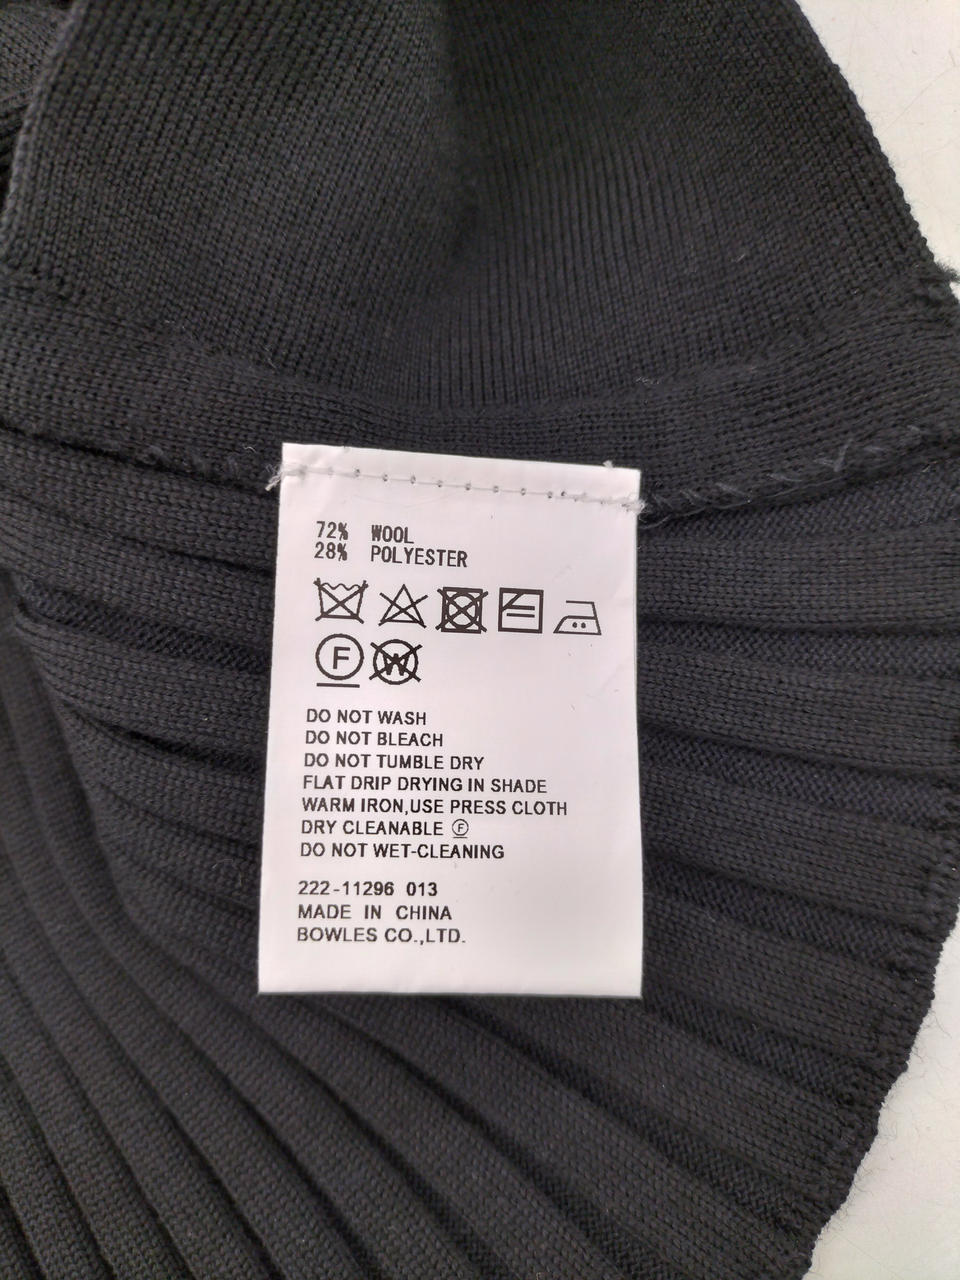 72% WOOL
28% POLYESTER
F W
DO NOT WASH
DO NOT BLEACH
DO NOT TUMBLE DRY
FLAT DRIP DRYING IN SHADE
WARM IRON,USE PRESS CLOTH
DRY CLEANABLE Ⓕ
DO NOT WET-CLEANING
222-11296 013
MADE IN CHINA
BOWLES CO.,LTD.